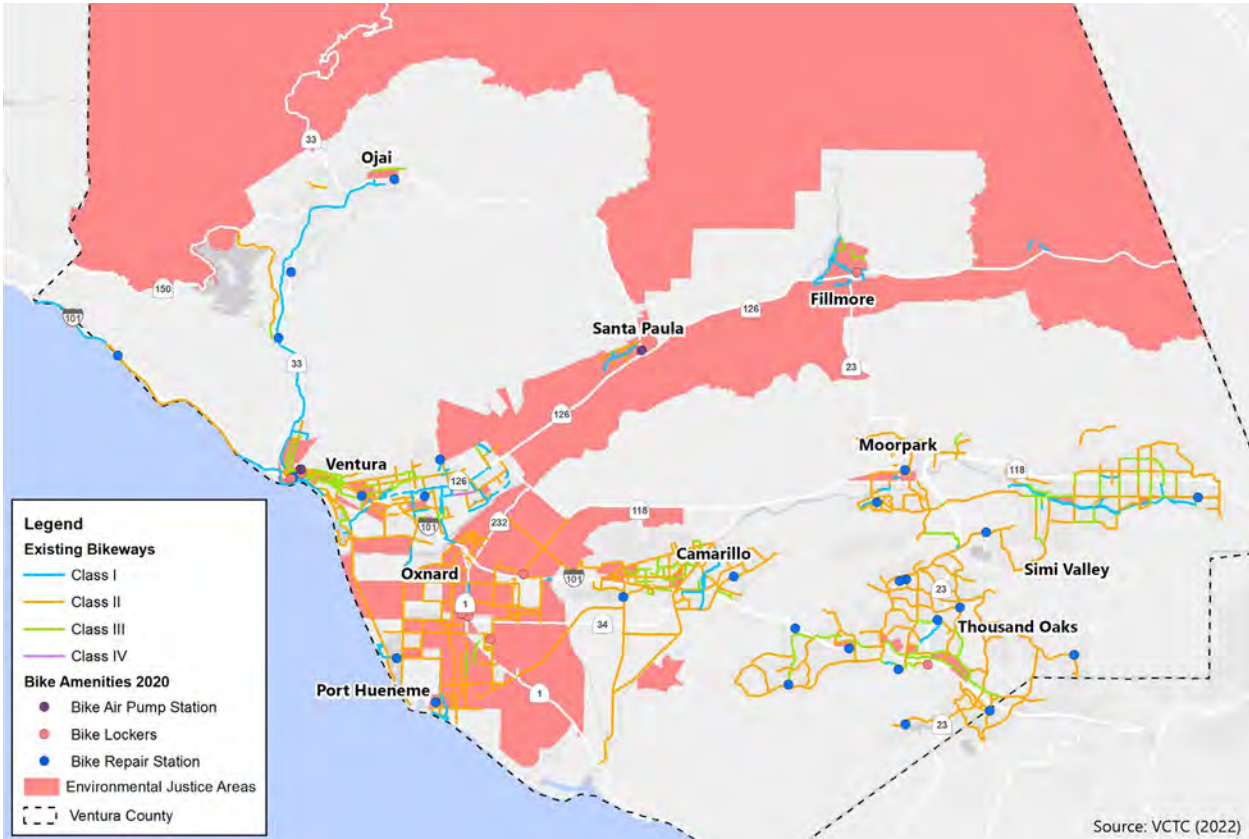 33
Ojai
150
101
33
126
Fillmore
Santa Paula
126
23
126
Moorpark
Ventura
126
118
118
101
232
Camarillo
Oxnard
101
Simi Valley
23
1
34
Thousand Oaks
Port Hueneme
1
23
Legend
Existing Bikeways
Class I
Class II
Class III
Class IV
Bike Amenities 2020
Bike Air Pump Station
Bike Lockers
Bike Repair Station
Environmental Justice Areas
Ventura County
Source: VCTC (2022)